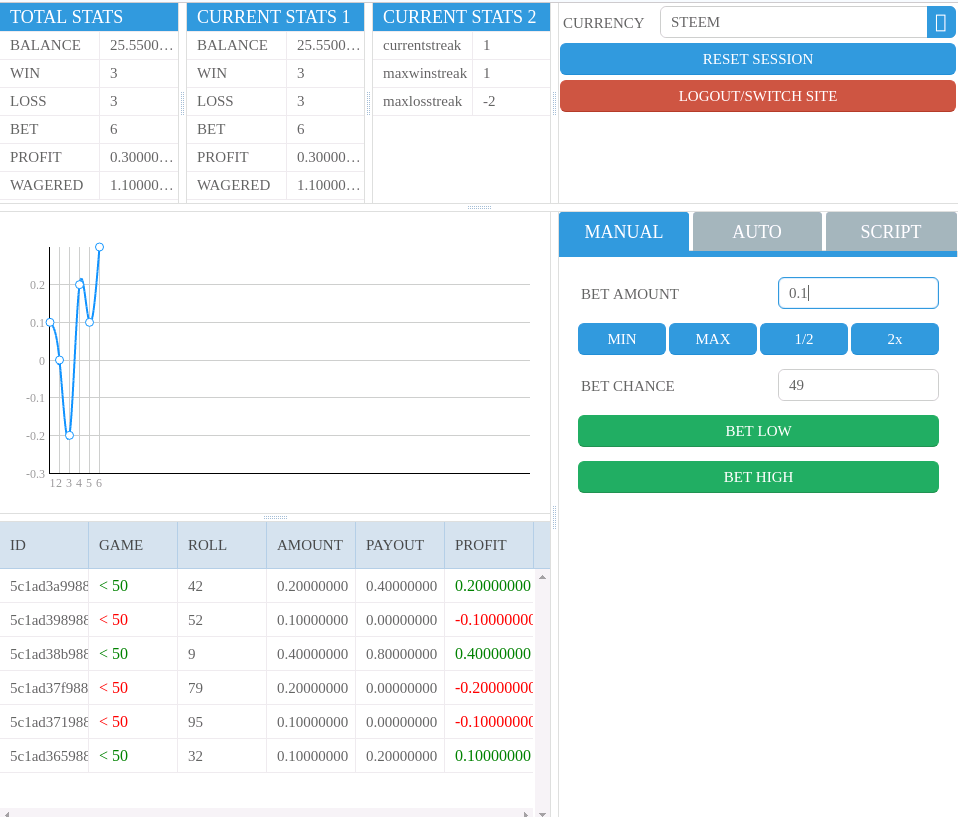 TOTAL STATS
BALANCE 25.5500...
WIN 3
LOSS 3
BET 6
PROFIT 0.30000...
WAGERED 1.10000...
CURRENT STATS 1
BALANCE 25.5500...
WIN 3
LOSS 3
BET 6
PROFIT 0.30000...
WAGERED 1.10000...
CURRENT STATS 2
currentstreak 1
maxwinstreak 1
maxlosstreak -2
CURRENCY STEEM
RESET SESSION
LOGOUT/SWITCH SITE
0.2
0.1
0
-0.1
-0.2
-0.3
1 2 3 4 5 6
MANUAL AUTO SCRIPT
BET AMOUNT 0.1
MIN MAX 1/2 2x
BET CHANCE 49
BET LOW
BET HIGH
ID GAME ROLL AMOUNT PAYOUT PROFIT
5c1ad3a9988 < 50 42 0.20000000 0.40000000 0.20000000
5c1ad398988 < 50 52 0.10000000 0.00000000 -0.10000000
5c1ad38b988 < 50 9 0.40000000 0.80000000 0.40000000
5c1ad37f988 < 50 79 0.20000000 0.00000000 -0.20000000
5c1ad371988 < 50 95 0.10000000 0.00000000 -0.10000000
5c1ad365988 < 50 32 0.10000000 0.20000000 0.10000000